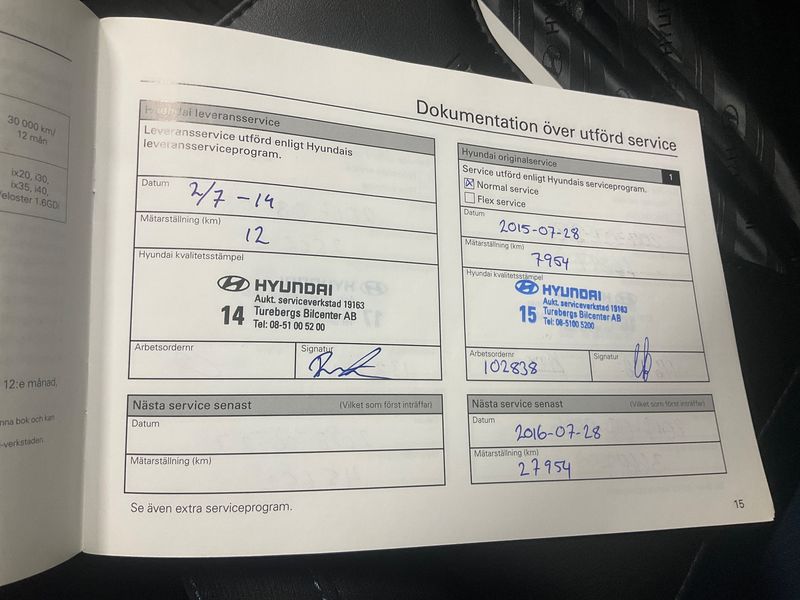 30 000 km/
12 mån
ix20, i30,
ix35, i40,
Veloster 1.6GDi
12:e månad,
nna bok och kan
-verkstaden
Dokumentation över utförd service
Hyundai leveransservice
Leveransservice utförd enligt Hyundais
leveransserviceprogram.
Datum
2/7 -14
Mätarställning (km)
12
Hyundai kvalitetsstämpel
HYUNDAI
Aukt. serviceverkstad 19163
14 Turebergs Bilcenter AB
Tel: 08-51 00 52 00
Arbetsordernr
Signatur
Nästa service senast (Vilket som först inträffar)
Datum
Mätarställning (km)
Se även extra serviceprogram.
Hyundai originalservice 1
Service utförd enligt Hyundais serviceprogram.
Normal service
Flex service
Datum
2015-07-28
Mätarställning (km)
7954
Hyundai kvalitetsstämpel
HYUNDAI
Aukt. serviceverkstad 19163
15 Turebergs Bilcenter AB
Tel: 08-5100 5200
Arbetsordernr
102838
Signatur
Nästa service senast (Vilket som först inträffar)
Datum
2016-07-28
Mätarställning (km)
27954
15